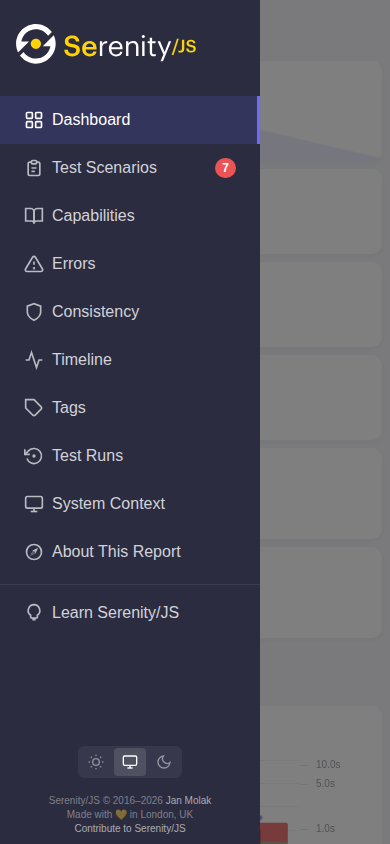 Serenity/JS
Dashboard
Test Scenarios 7
Capabilities
Errors
Consistency
Timeline
Tags
Test Runs
System Context
About This Report
Learn Serenity/JS
10.0s
5.0s
1.0s
Serenity/JS © 2016–2026 Jan Molak
Made with 🤎 in London, UK
Contribute to Serenity/JS